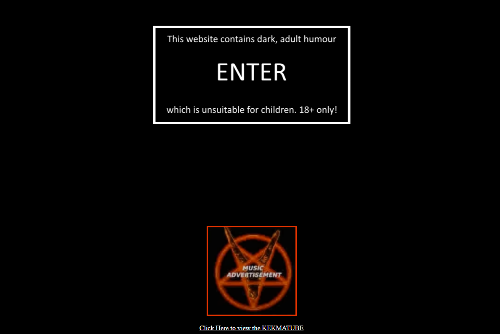 This website contains dark, adult humour
ENTER
which is unsuitable for children. 18+ only!
MUSIC
ADVERTISEMENT
Click Here to view the